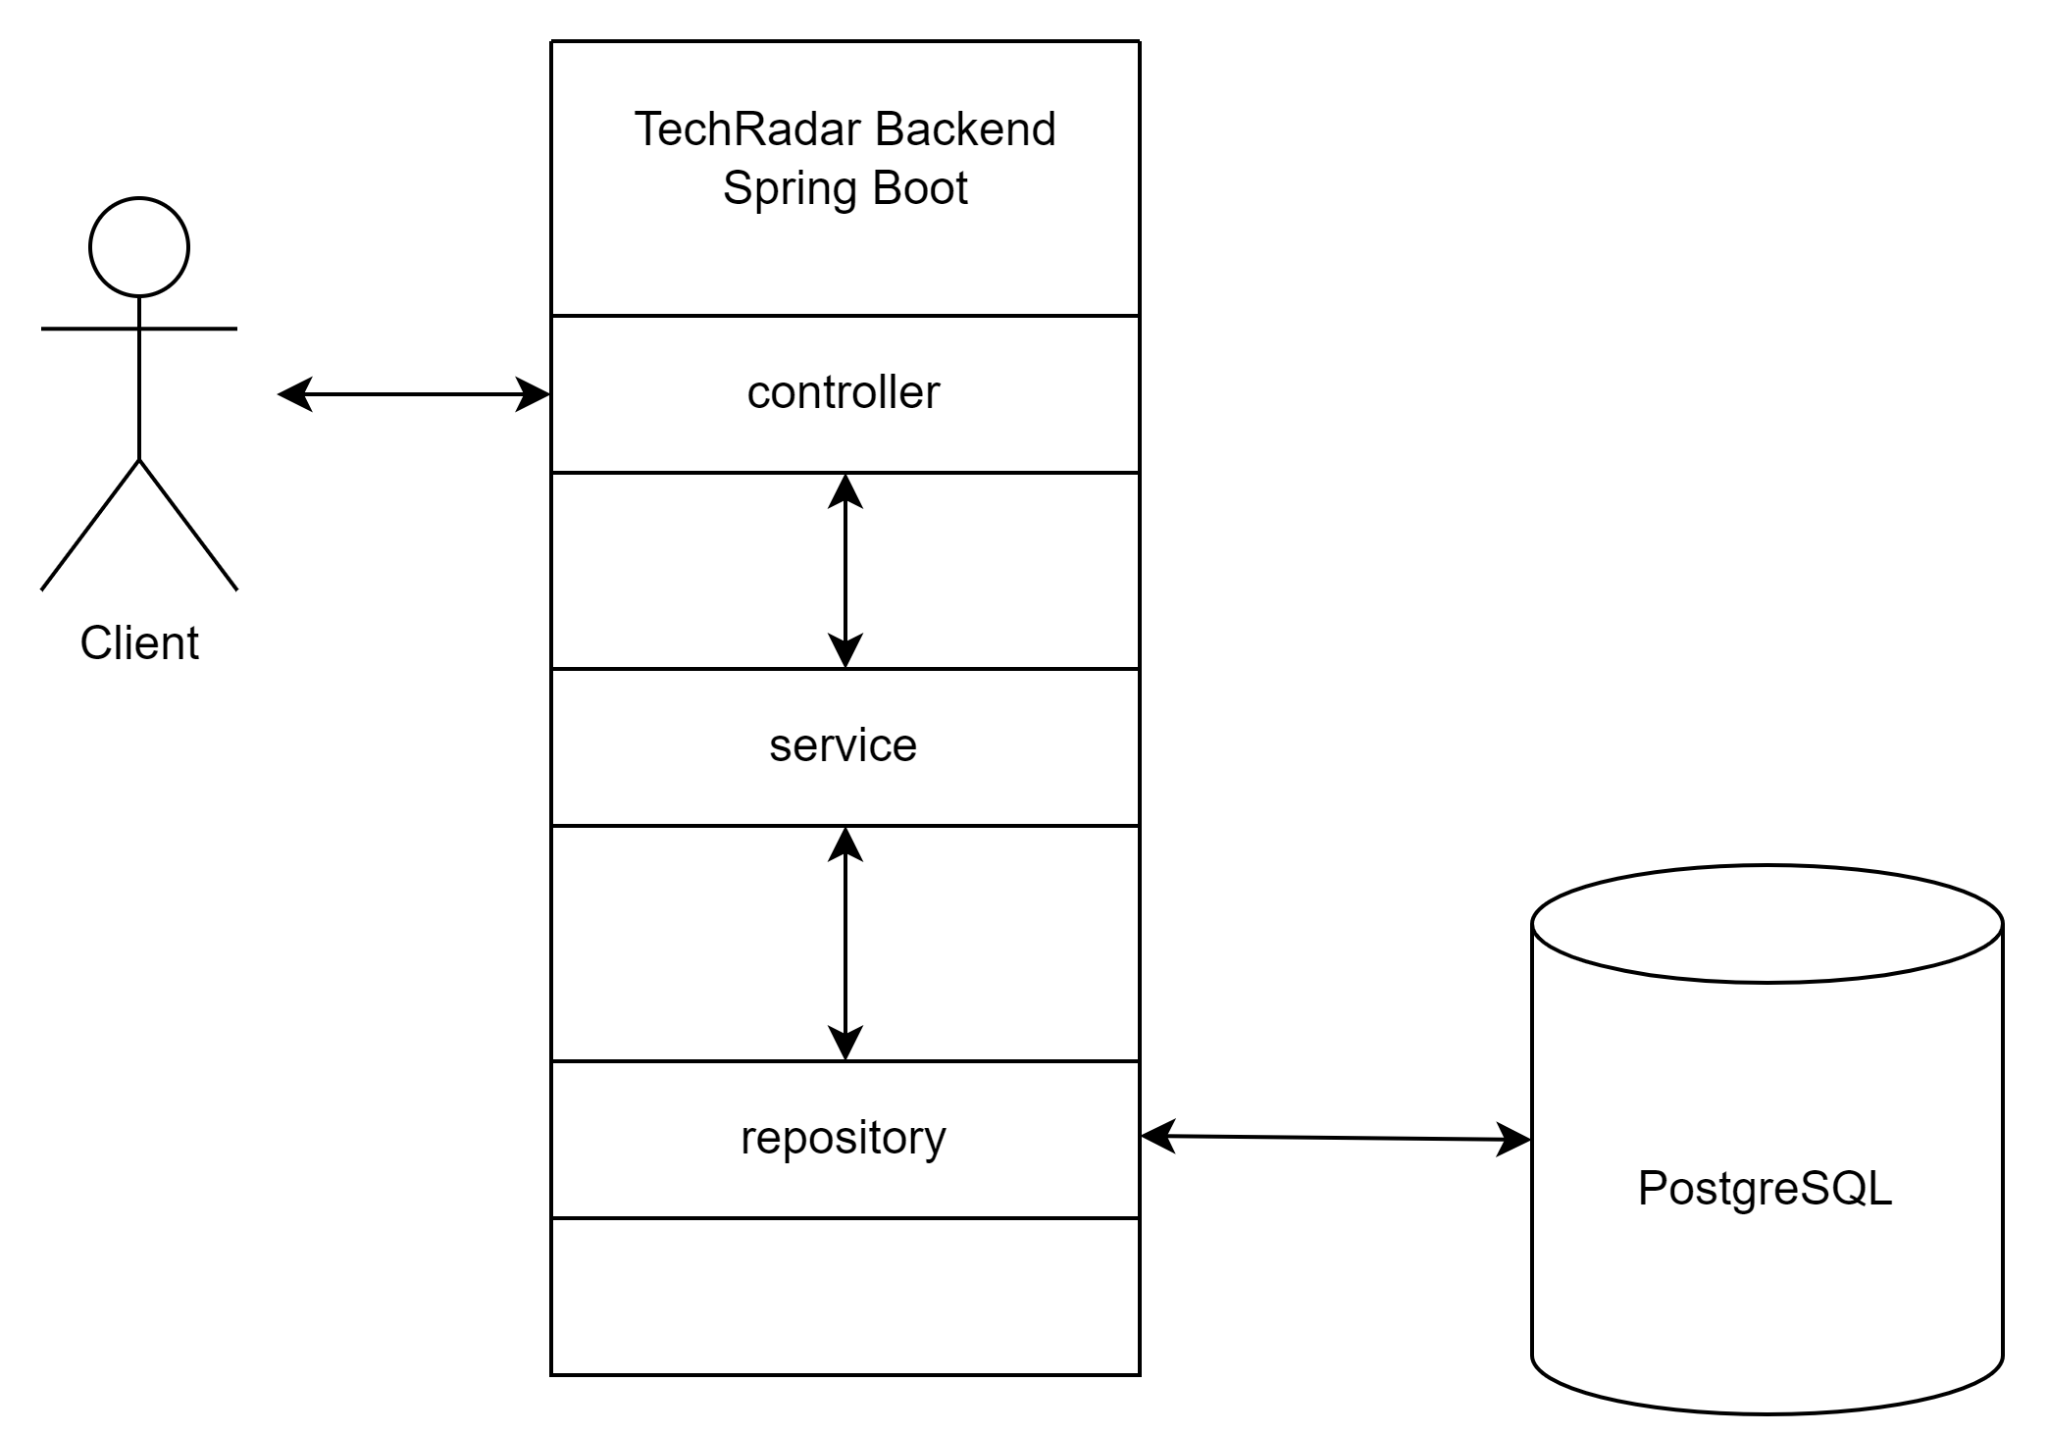 TechRadar Backend
Spring Boot
controller
Client
service
repository
PostgreSQL